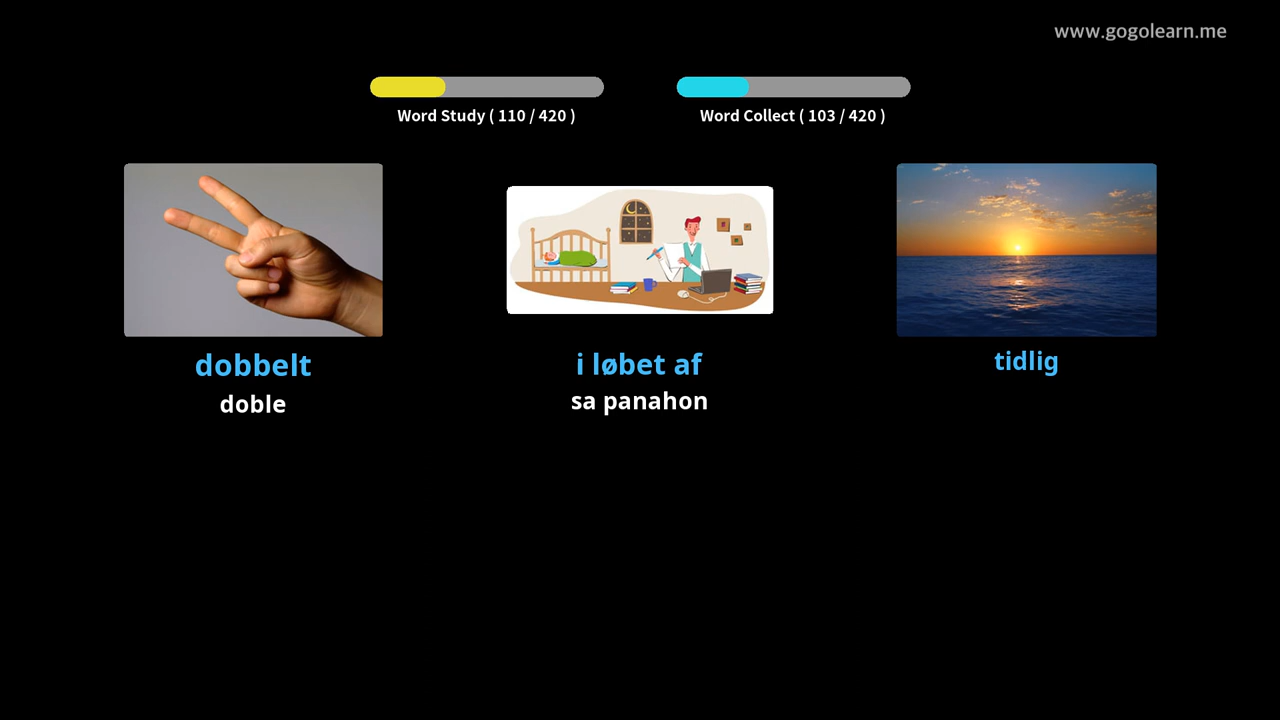 www.gogolearn.me
Word Study ( 110 / 420 )
Word Collect ( 103 / 420 )
dobbelt
doble
i løbet af
sa panahon
tidlig